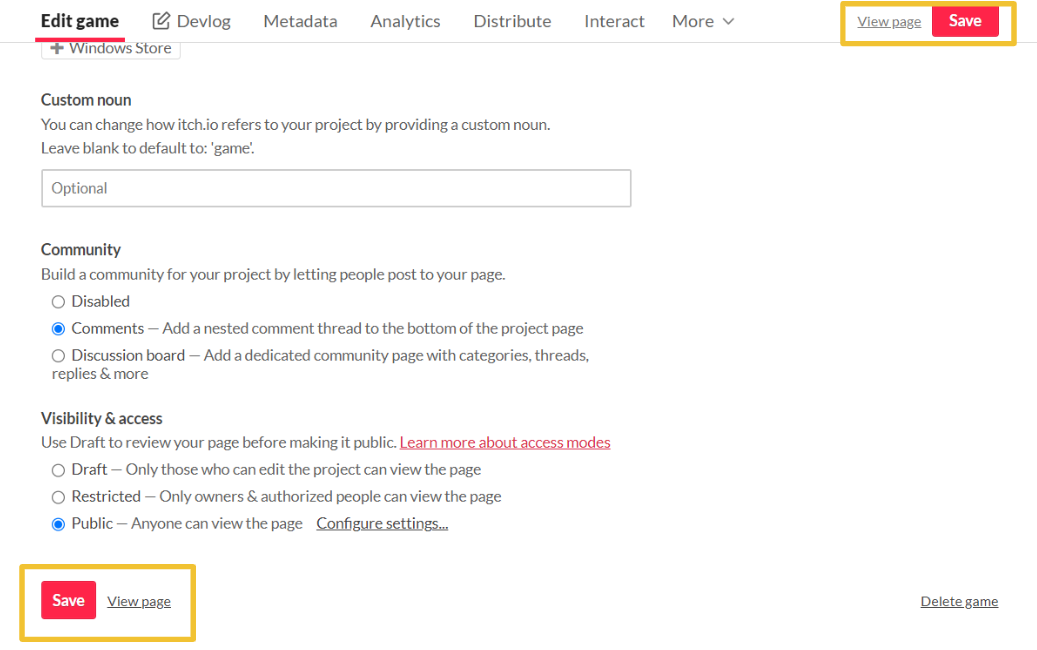 Edit game Devlog Metadata Analytics Distribute Interact More View page Save
Windows Store
Custom noun
You can change how itch.io refers to your project by providing a custom noun.
Leave blank to default to: 'game'.
Optional
Community
Build a community for your project by letting people post to your page.
Disabled
Comments — Add a nested comment thread to the bottom of the project page
Discussion board — Add a dedicated community page with categories, threads,
replies & more
Visibility & access
Use Draft to review your page before making it public. Learn more about access modes
Draft — Only those who can edit the project can view the page
Restricted — Only owners & authorized people can view the page
Public — Anyone can view the page Configure settings...
Save View page Delete game